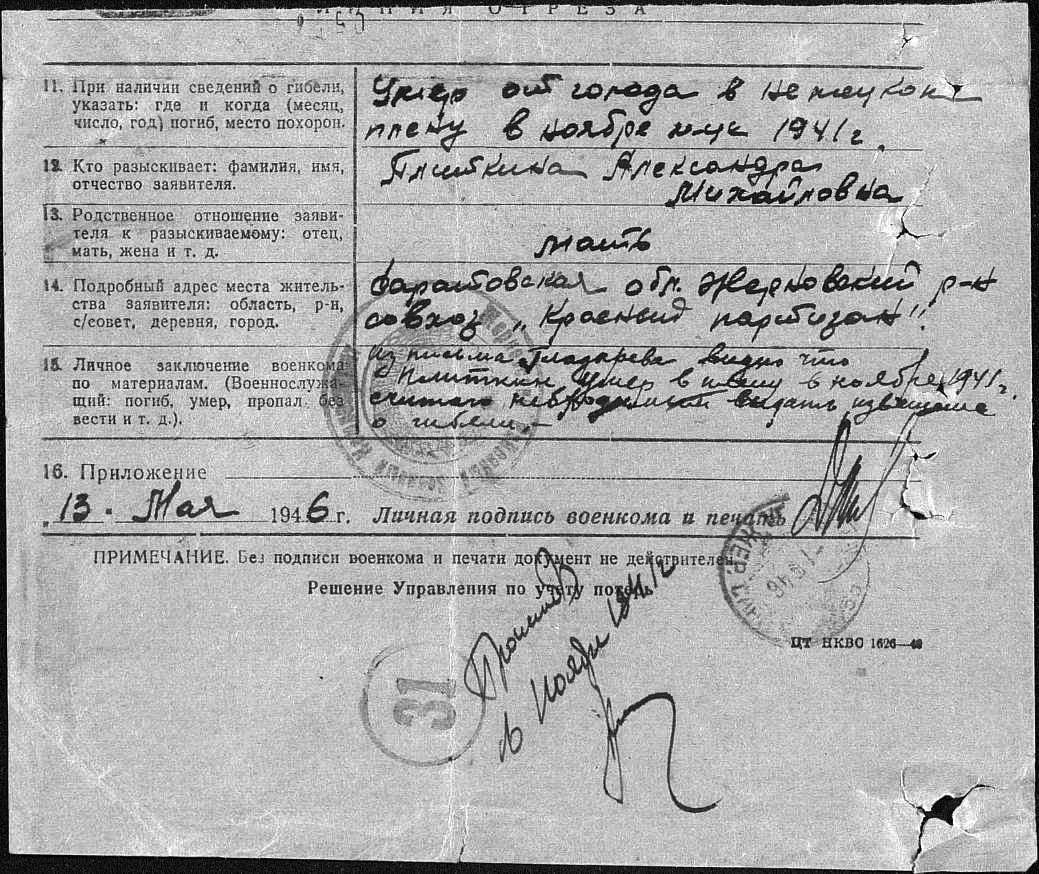 ЛИНИЯ ОТРЕЗА
11. При наличии сведений о гибели, указать: где и когда (месяц, число, год) погиб, место похорон.
Умер от голода в немецком
плену в ноябре м-це 1941 г.
12. Кто разыскивает: фамилия, имя, отчество заявителя.
Плиткина Александра
Михайловна
13. Родственное отношение заявителя к разыскиваемому: отец, мать, жена и т. д.
мать
14. Подробный адрес места жительства заявителя: область, р-н, с/совет, деревня, город.
Саратовская обл. Жерновский р-н
совхоз „Красный партизан".
15. Личное заключение военкома по материалам. (Военнослужащий: погиб, умер, пропал без вести и т. д.).
Из письма видно что
Плиткин умер в плену в ноябре 1941 г.
считаю необходимым выдать извещение
о гибели.
16. Приложение
13. Мая 1946 г. Личная подпись военкома и печать
ПРИМЕЧАНИЕ. Без подписи военкома и печати документ не действителен.
Решение Управления по учету потерь
ЦТ НКВС 1626—
в ноябре 1941 г
31